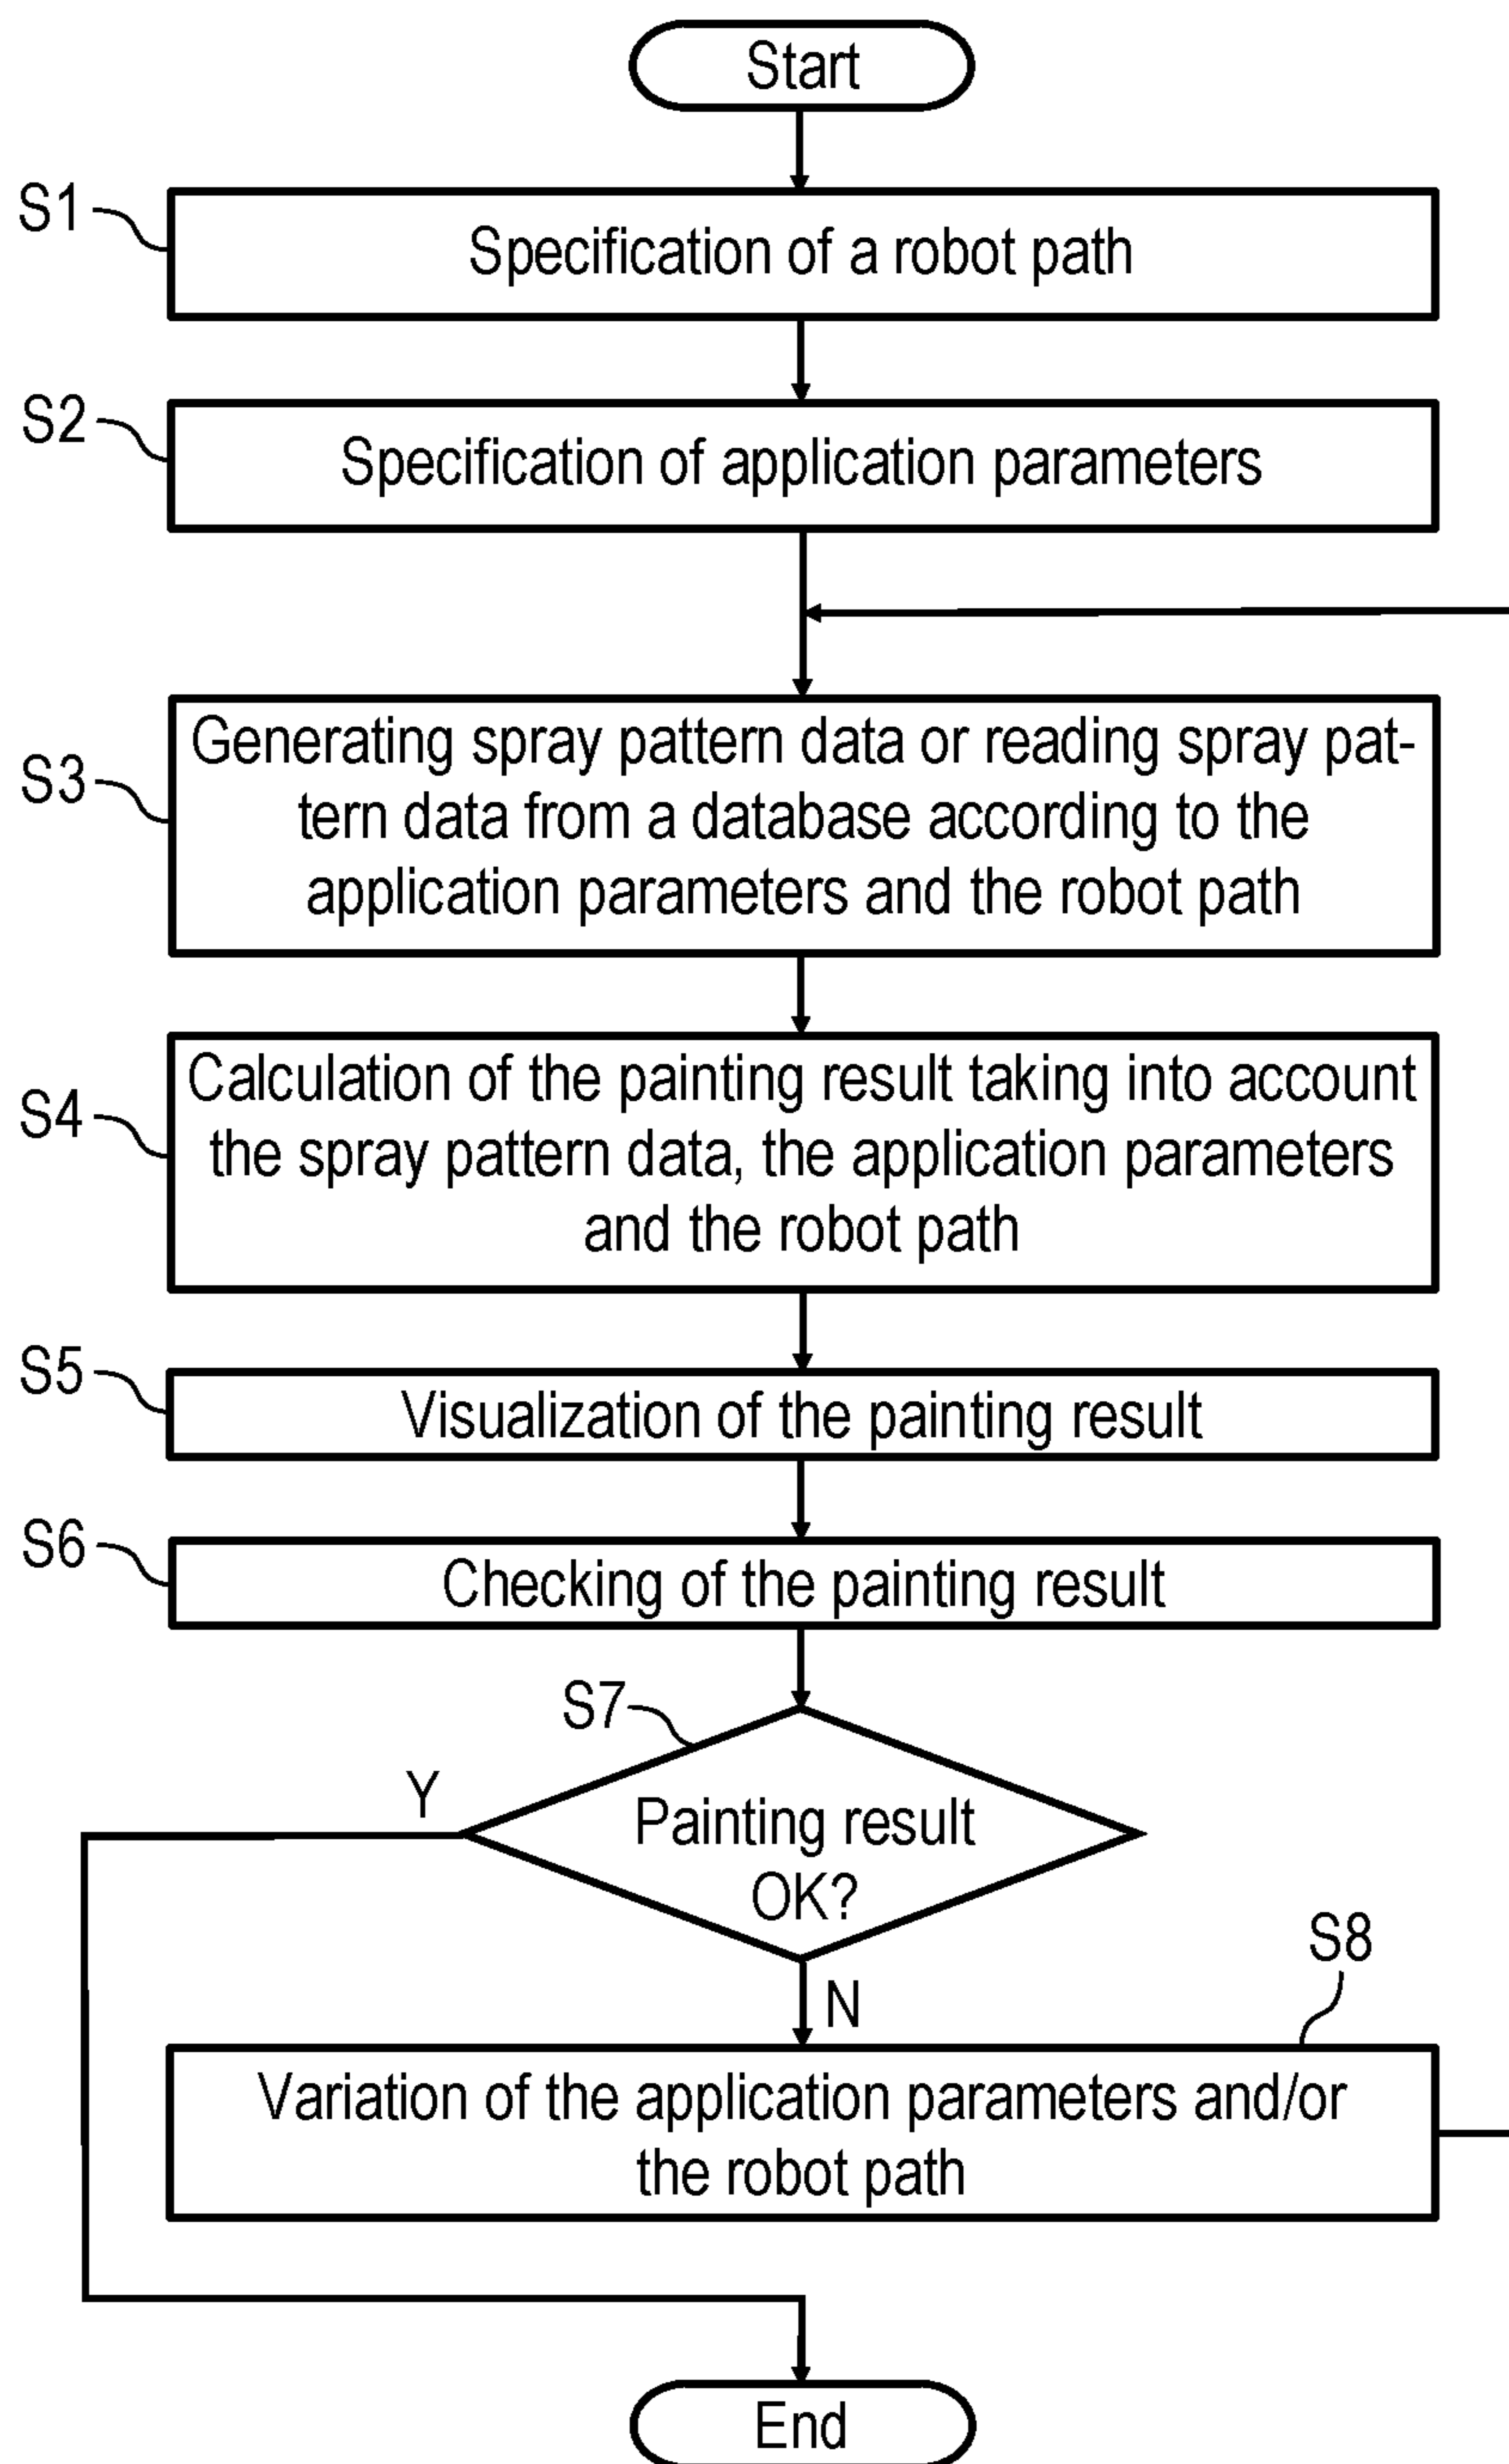 Start
S1
Specification of a robot path
S2
Specification of application parameters
S3
Generating spray pattern data or reading spray pat-
tern data from a database according to the
application parameters and the robot path
S4
Calculation of the painting result taking into account
the spray pattern data, the application parameters
and the robot path
S5
Visualization of the painting result
S6
Checking of the painting result
S7
Y
Painting result
OK?
N
S8
Variation of the application parameters and/or
the robot path
End